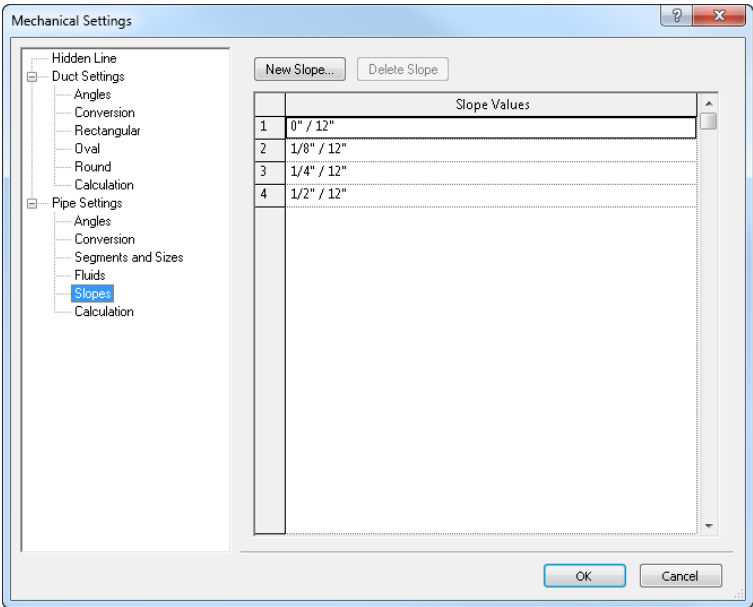 Mechanical Settings
Hidden Line
Duct Settings
Angles
Conversion
Rectangular
Oval
Round
Calculation
Pipe Settings
Angles
Conversion
Segments and Sizes
Fluids
Slopes
Calculation
New Slope... Delete Slope
Slope Values
1 0" / 12"
2 1/8" / 12"
3 1/4" / 12"
4 1/2" / 12"
OK Cancel